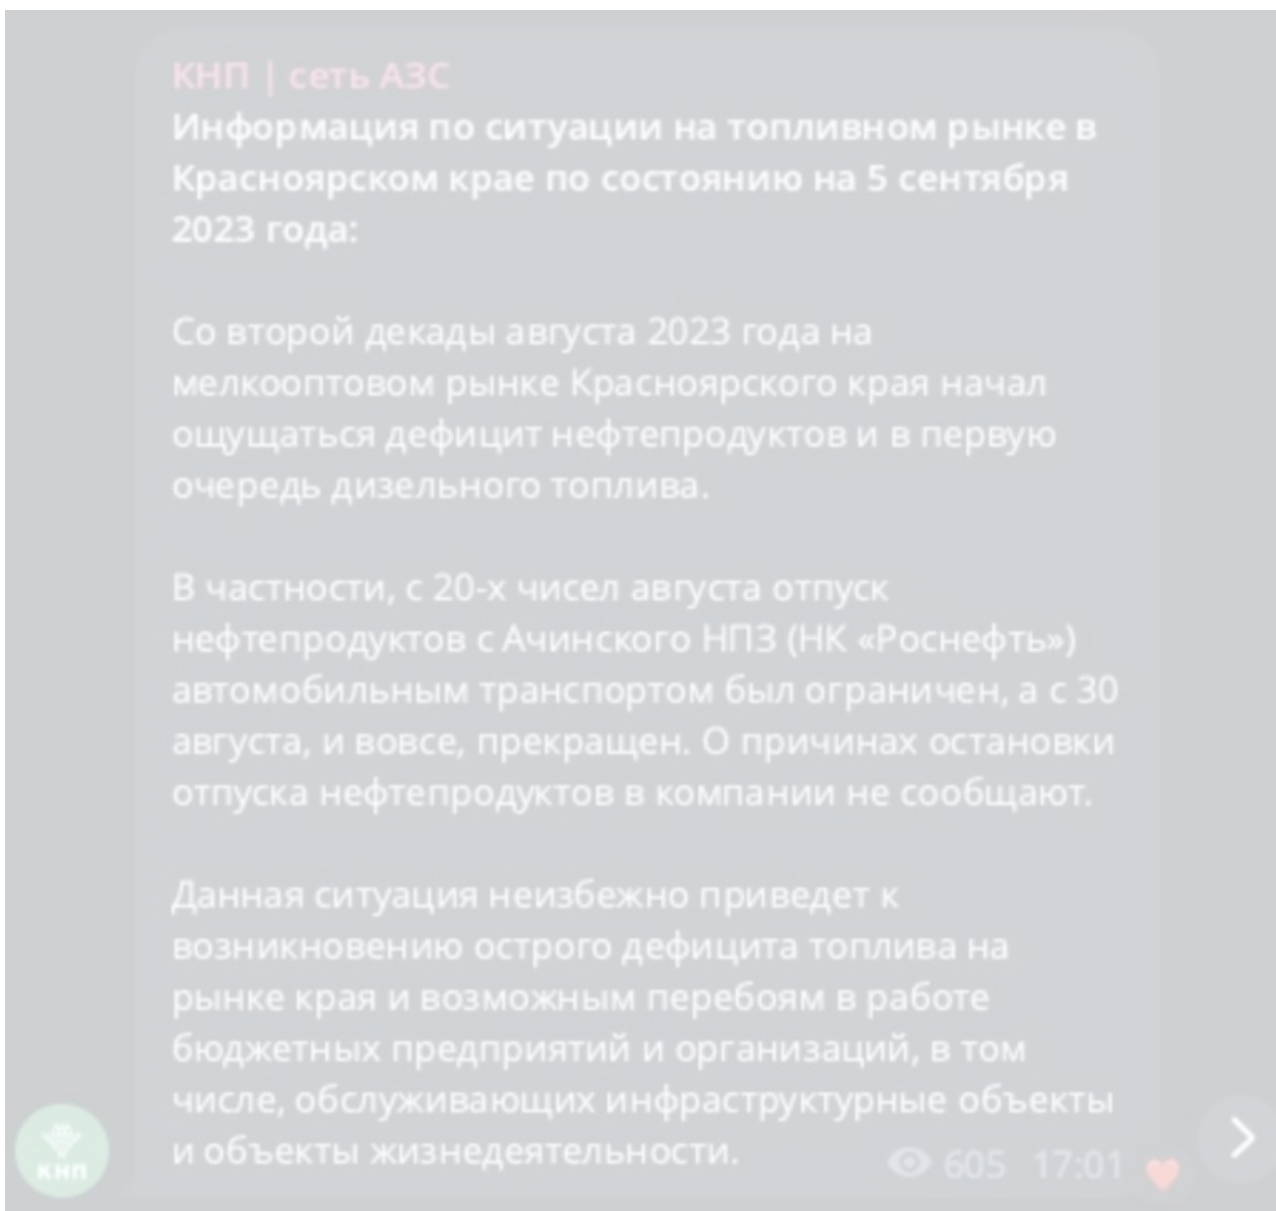 КНП | сеть АЗС
Информация по ситуации на топливном рынке в
Красноярском крае по состоянию на 5 сентября
2023 года:
Со второй декады августа 2023 года на
мелкооптовом рынке Красноярского края начал
ощущаться дефицит нефтепродуктов и в первую
очередь дизельного топлива.
В частности, с 20-х чисел августа отпуск
нефтепродуктов с Ачинского НПЗ (НК «Роснефть»)
автомобильным транспортом был ограничен, а с 30
августа, и вовсе, прекращен. О причинах остановки
отпуска нефтепродуктов в компании не сообщают.
Данная ситуация неизбежно приведет к
возникновению острого дефицита топлива на
рынке края и возможным перебоям в работе
бюджетных предприятий и организаций, в том
числе, обслуживающих инфраструктурные объекты
и объекты жизнедеятельности.
605 17:01
КНП